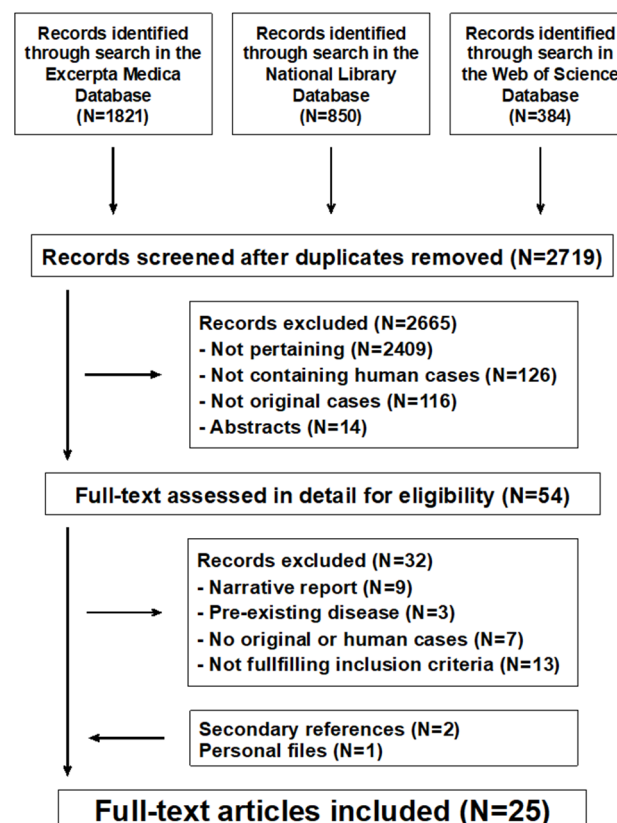 Records identified
through search in the
Excerpta Medica
Database
(N=1821)
Records identified
through search in the
National Library
Database
(N=850)
Records identified
through search in
the Web of Science
Database
(N=384)
Records screened after duplicates removed (N=2719)
Records excluded (N=2665)
- Not pertaining (N=2409)
- Not containing human cases (N=126)
- Not original cases (N=116)
- Abstracts (N=14)
Full-text assessed in detail for eligibility (N=54)
Records excluded (N=32)
- Narrative report (N=9)
- Pre-existing disease (N=3)
- No original or human cases (N=7)
- Not fullfilling inclusion criteria (N=13)
Secondary references (N=2)
Personal files (N=1)
Full-text articles included (N=25)